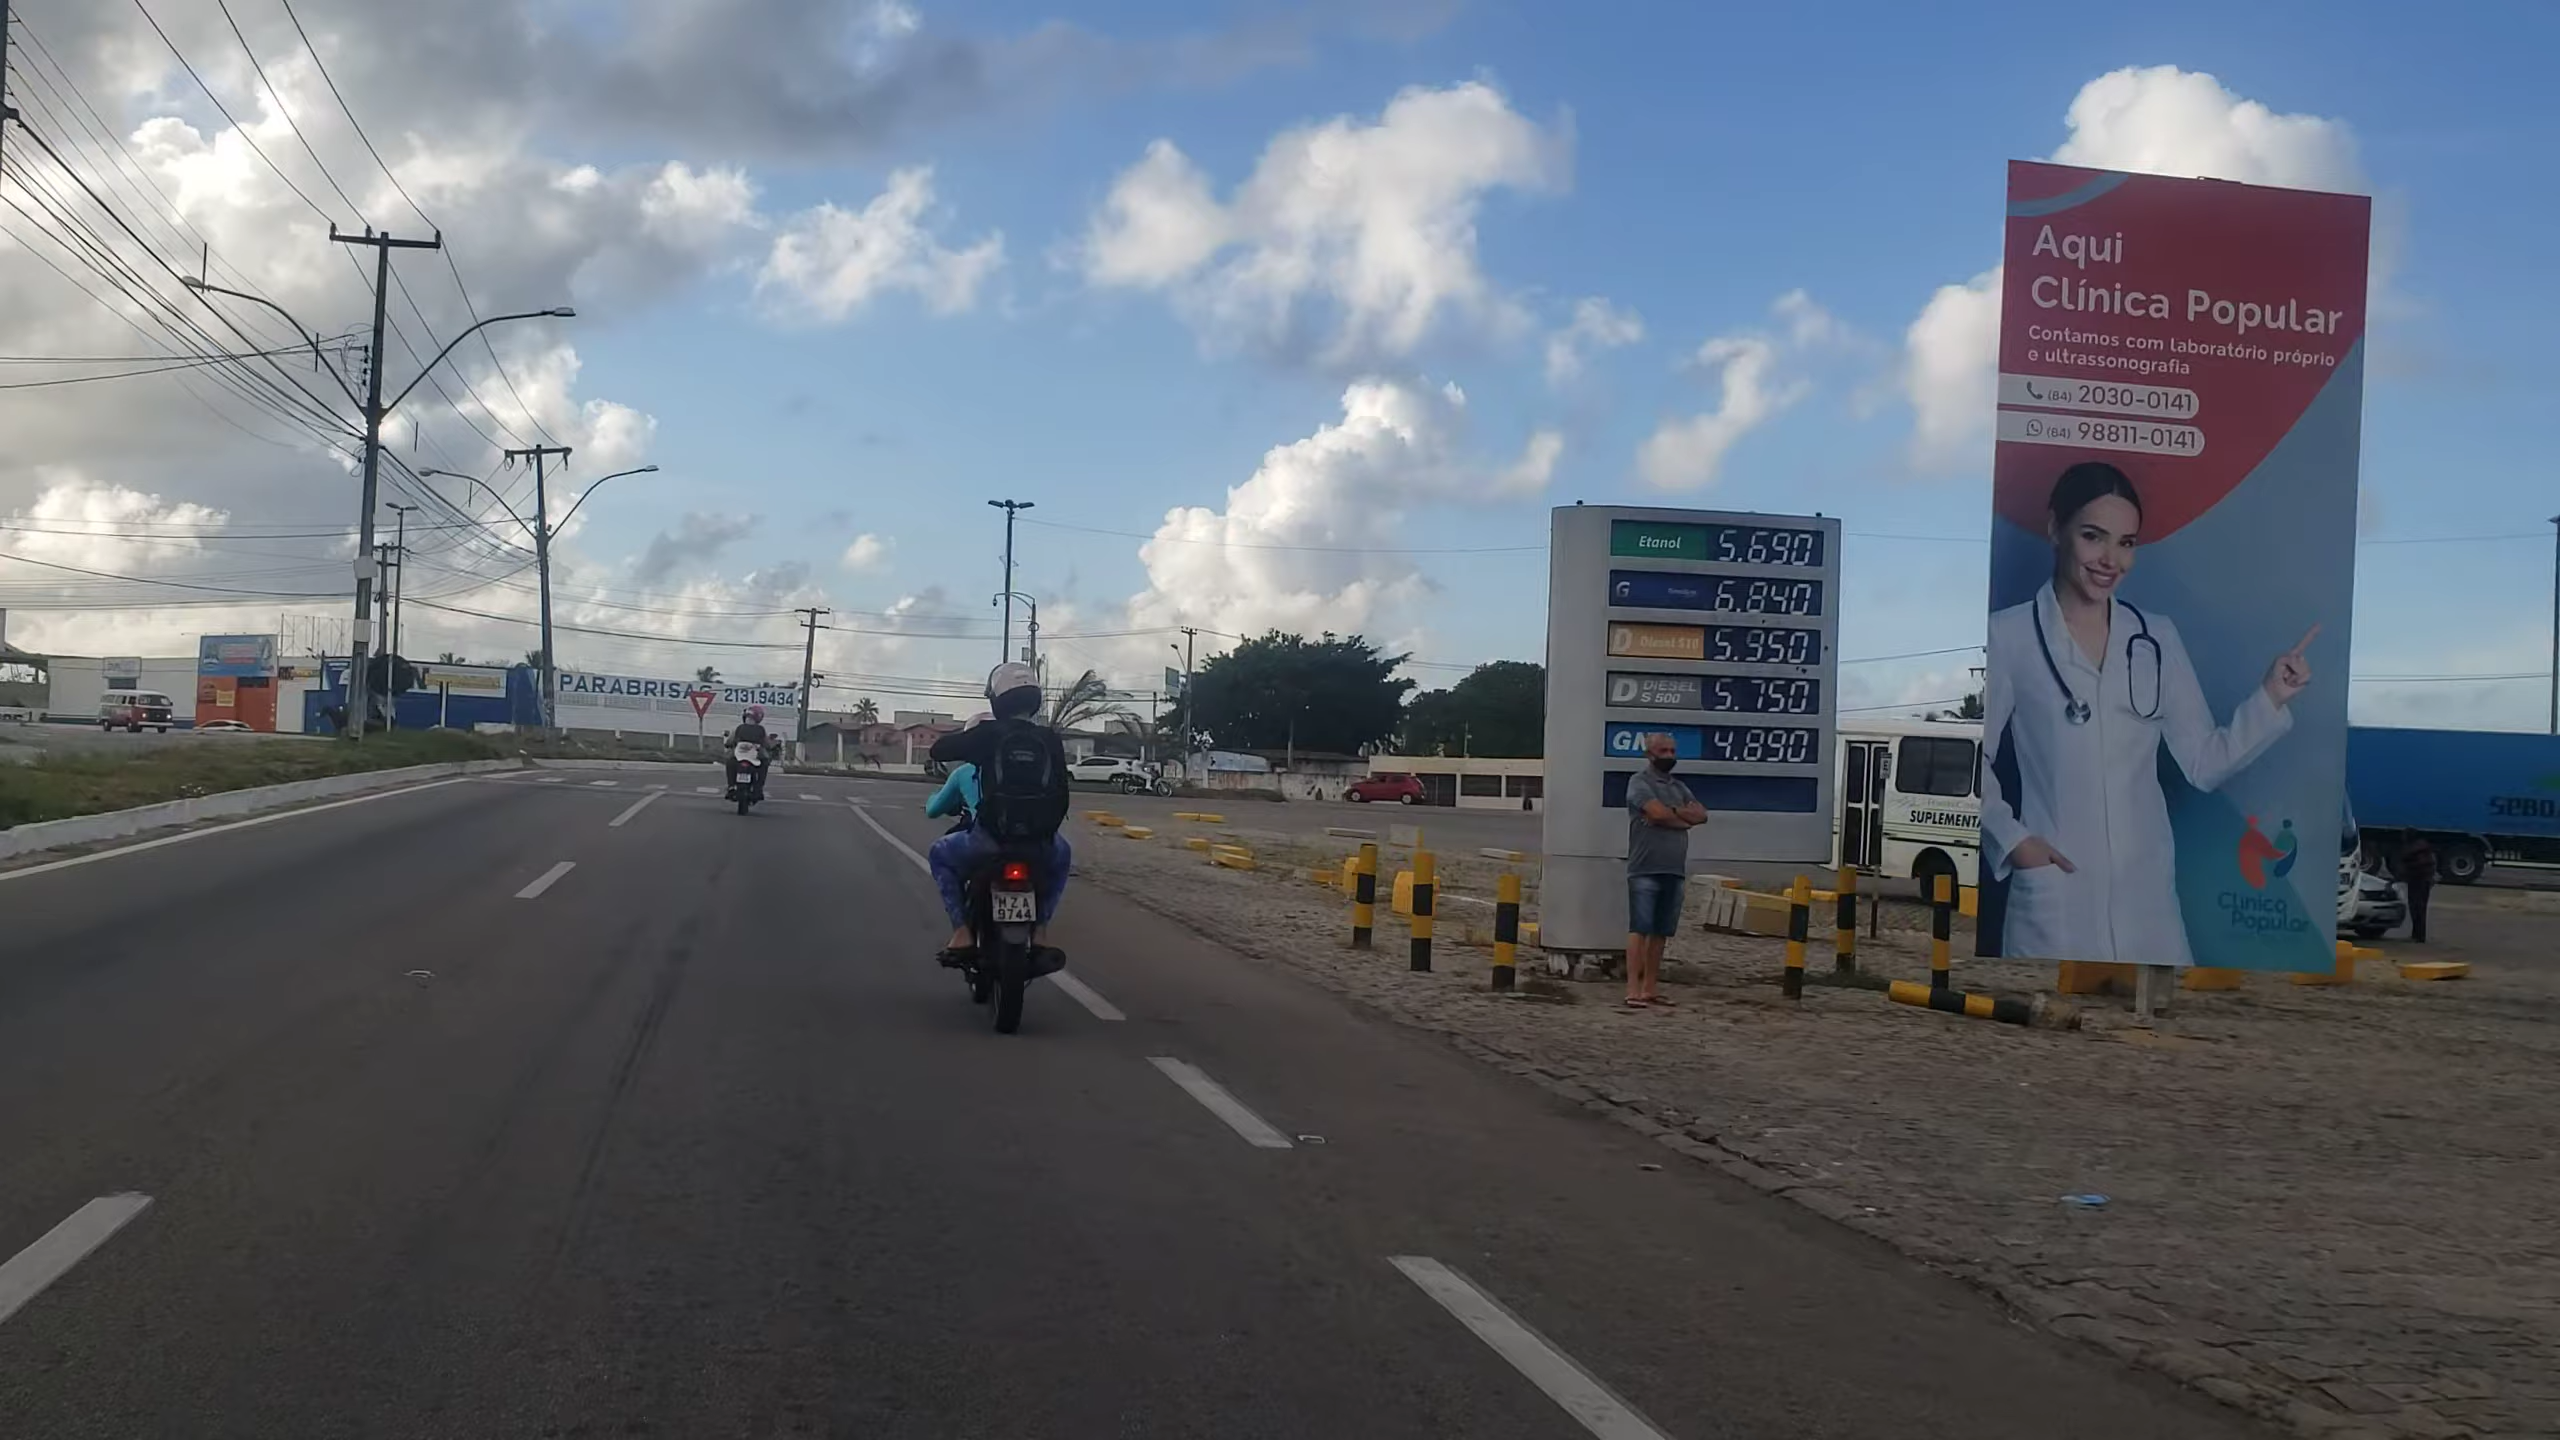 Aqui
Clínica Popular
Contamos com laboratório próprio
e ultrassonografia
(84) 2030-0141
(84) 98811-0141
Clínica
Popular
Etanol 5.690
G 6.840
D Diesel S10 5.950
D DIESEL S 500 5.750
GN 4.890
PARABRISAS 2131.9434
MZA
9744
SUPLEMENTA